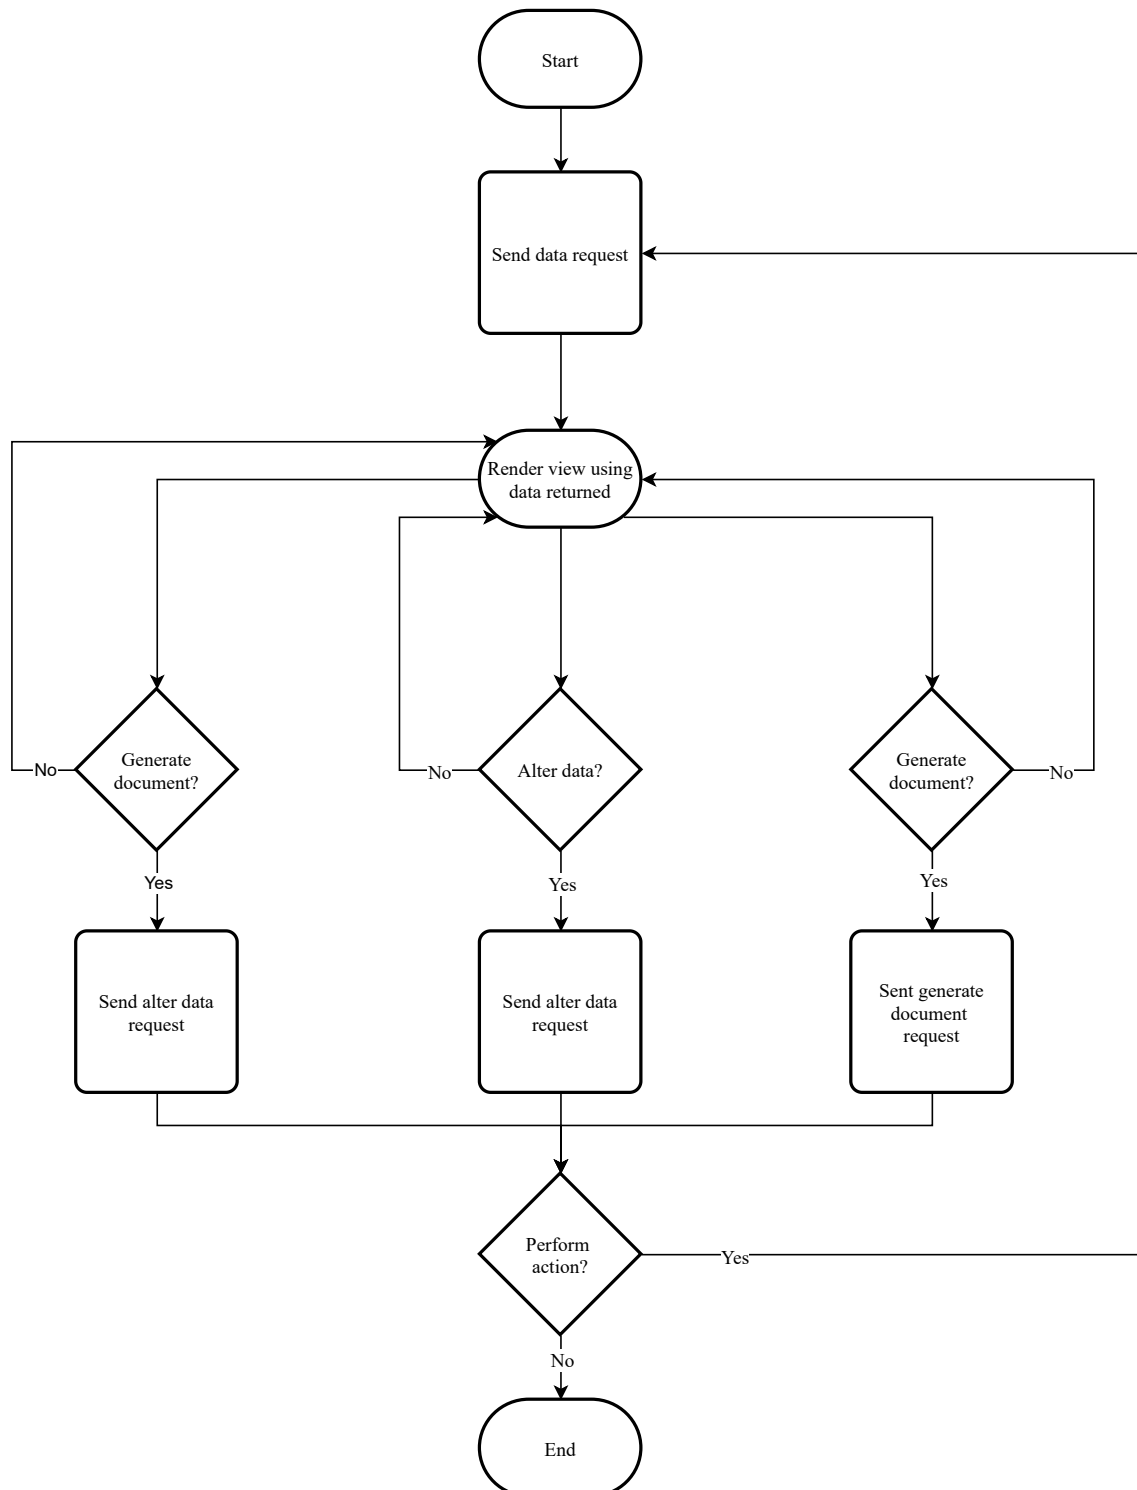 Start
Send data request
Render view using
data returned
Generate
document?
No
Alter data?
No
Generate
document?
No
Yes
Yes
Yes
Send alter data
request
Send alter data
request
Sent generate
document
request
Perform
action?
Yes
No
End